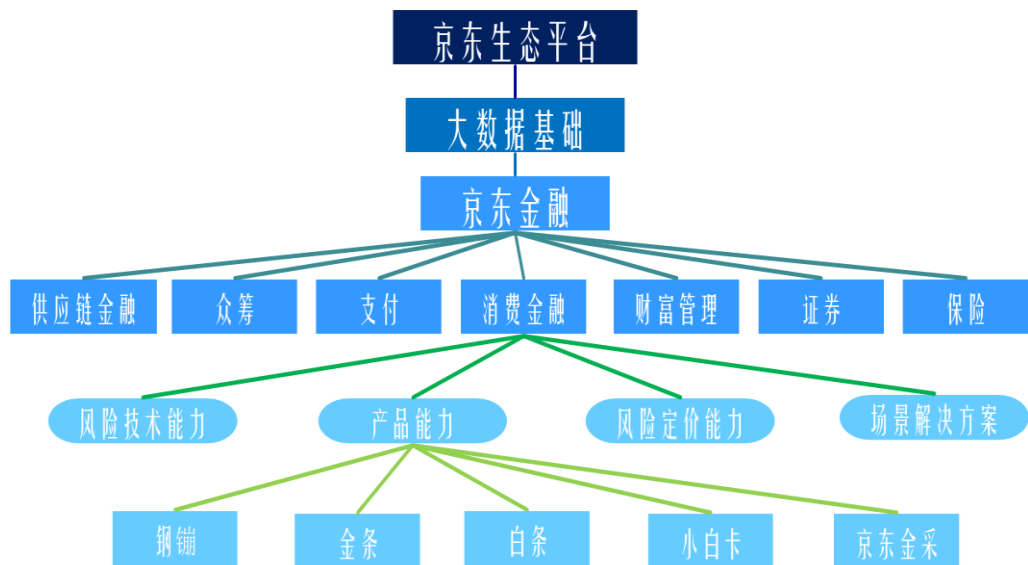 京东生态平台
大数据基础
京东金融
供应链金融
众筹
支付
消费金融
财富管理
证券
保险
风险技术能力
产品能力
风险定价能力
场景解决方案
钢镚
金条
白条
小白卡
京东金采